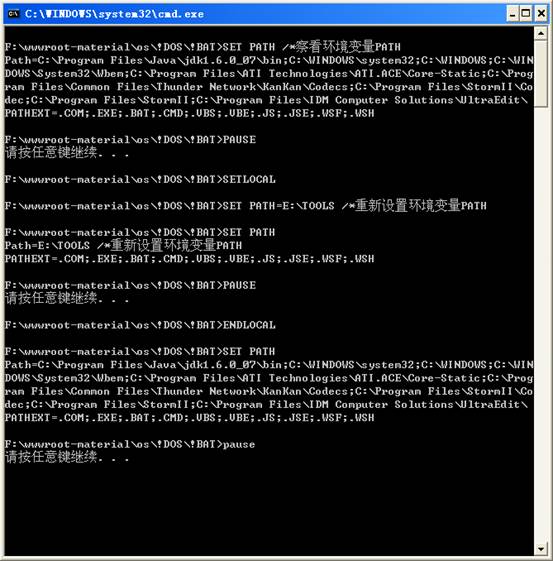 C:\WINDOWS\system32\cmd.exe
F:\wwwroot-material\os\!DOS\!BAT>SET PATH /*察看环境变量PATH
Path=C:\Program Files\Java\jdk1.6.0_07\bin;C:\WINDOWS\system32;C:\WINDOWS;C:\WIN
DOWS\System32\Wbem;C:\Program Files\ATI Technologies\ATI.ACE\Core-Static;C:\Prog
ram Files\Common Files\Thunder Network\KanKan\Codecs;C:\Program Files\StormII\Co
dec;C:\Program Files\StormII;C:\Program Files\IDM Computer Solutions\UltraEdit\
PATHEXT=.COM;.EXE;.BAT;.CMD;.VBS;.VBE;.JS;.JSE;.WSF;.WSH
F:\wwwroot-material\os\!DOS\!BAT>PAUSE
请按任意键继续. . .
F:\wwwroot-material\os\!DOS\!BAT>SETLOCAL
F:\wwwroot-material\os\!DOS\!BAT>SET PATH=E:\TOOLS /*重新设置环境变量PATH
F:\wwwroot-material\os\!DOS\!BAT>SET PATH
Path=E:\TOOLS /*重新设置环境变量PATH
PATHEXT=.COM;.EXE;.BAT;.CMD;.VBS;.VBE;.JS;.JSE;.WSF;.WSH
F:\wwwroot-material\os\!DOS\!BAT>PAUSE
请按任意键继续. . .
F:\wwwroot-material\os\!DOS\!BAT>ENDLOCAL
F:\wwwroot-material\os\!DOS\!BAT>SET PATH
Path=C:\Program Files\Java\jdk1.6.0_07\bin;C:\WINDOWS\system32;C:\WINDOWS;C:\WIN
DOWS\System32\Wbem;C:\Program Files\ATI Technologies\ATI.ACE\Core-Static;C:\Prog
ram Files\Common Files\Thunder Network\KanKan\Codecs;C:\Program Files\StormII\Co
dec;C:\Program Files\StormII;C:\Program Files\IDM Computer Solutions\UltraEdit\
PATHEXT=.COM;.EXE;.BAT;.CMD;.VBS;.VBE;.JS;.JSE;.WSF;.WSH
F:\wwwroot-material\os\!DOS\!BAT>pause
请按任意键继续. . .